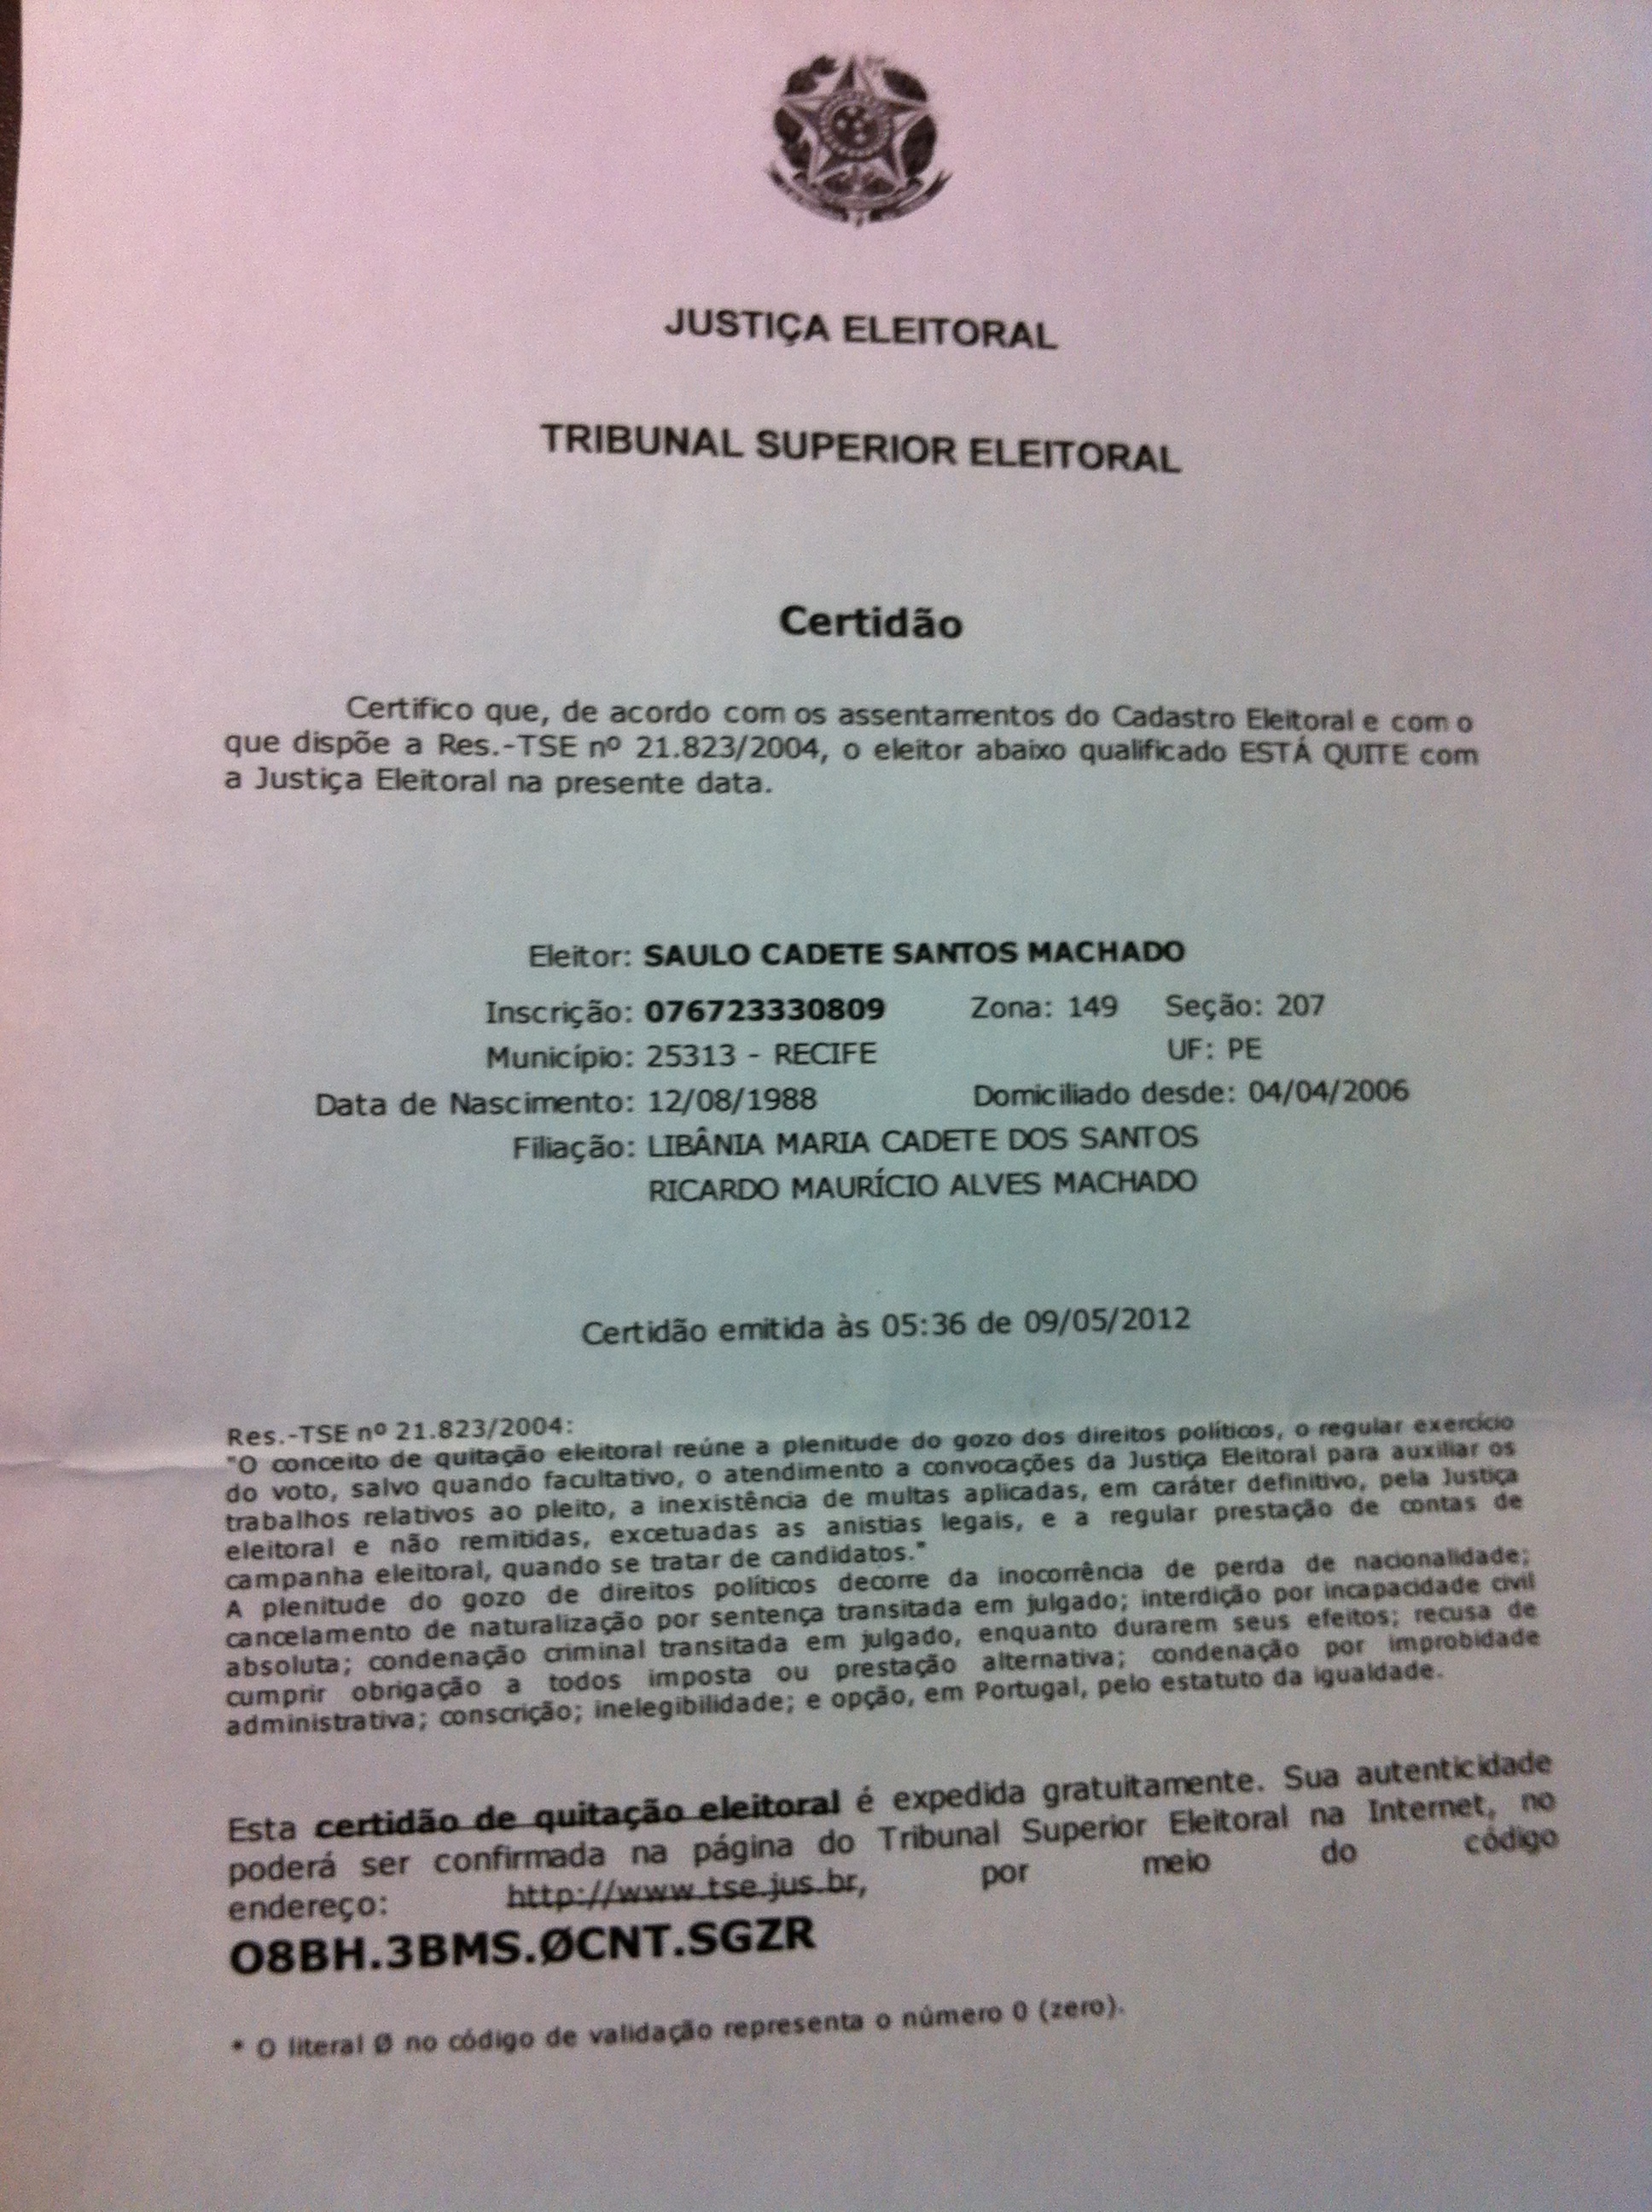 JUSTIÇA ELEITORAL
TRIBUNAL SUPERIOR ELEITORAL
Certidão
Certifico que, de acordo com os assentamentos do Cadastro Eleitoral e com o
que dispõe a Res.-TSE nº 21.823/2004, o eleitor abaixo qualificado ESTÁ QUITE com
a Justiça Eleitoral na presente data.
Eleitor: SAULO CADETE SANTOS MACHADO
Inscrição: 076723330809 Zona: 149 Seção: 207
Município: 25313 - RECIFE UF: PE
Data de Nascimento: 12/08/1988 Domiciliado desde: 04/04/2006
Filiação: LIBÂNIA MARIA CADETE DOS SANTOS
RICARDO MAURÍCIO ALVES MACHADO
Certidão emitida às 05:36 de 09/05/2012
Res.-TSE nº 21.823/2004:
"O conceito de quitação eleitoral reúne a plenitude do gozo dos direitos políticos, o regular exercício
do voto, salvo quando facultativo, o atendimento a convocações da Justiça Eleitoral para auxiliar os
trabalhos relativos ao pleito, a inexistência de multas aplicadas, em caráter definitivo, pela Justiça
eleitoral e não remitidas, excetuadas as anistias legais, e a regular prestação de contas de
campanha eleitoral, quando se tratar de candidatos."
A plenitude do gozo de direitos políticos decorre da inocorrência de perda de nacionalidade;
cancelamento de naturalização por sentença transitada em julgado; interdição por incapacidade civil
absoluta; condenação criminal transitada em julgado, enquanto durarem seus efeitos; recusa de
cumprir obrigação a todos imposta ou prestação alternativa; condenação por improbidade
administrativa; conscrição; inelegibilidade; e opção, em Portugal, pelo estatuto da igualdade.
Esta certidão de quitação eleitoral é expedida gratuitamente. Sua autenticidade
poderá ser confirmada na página do Tribunal Superior Eleitoral na Internet, no
endereço: http://www.tse.jus.br, por meio do código
O8BH.3BMS.ØCNT.SGZR
* O literal Ø no código de validação representa o número 0 (zero).